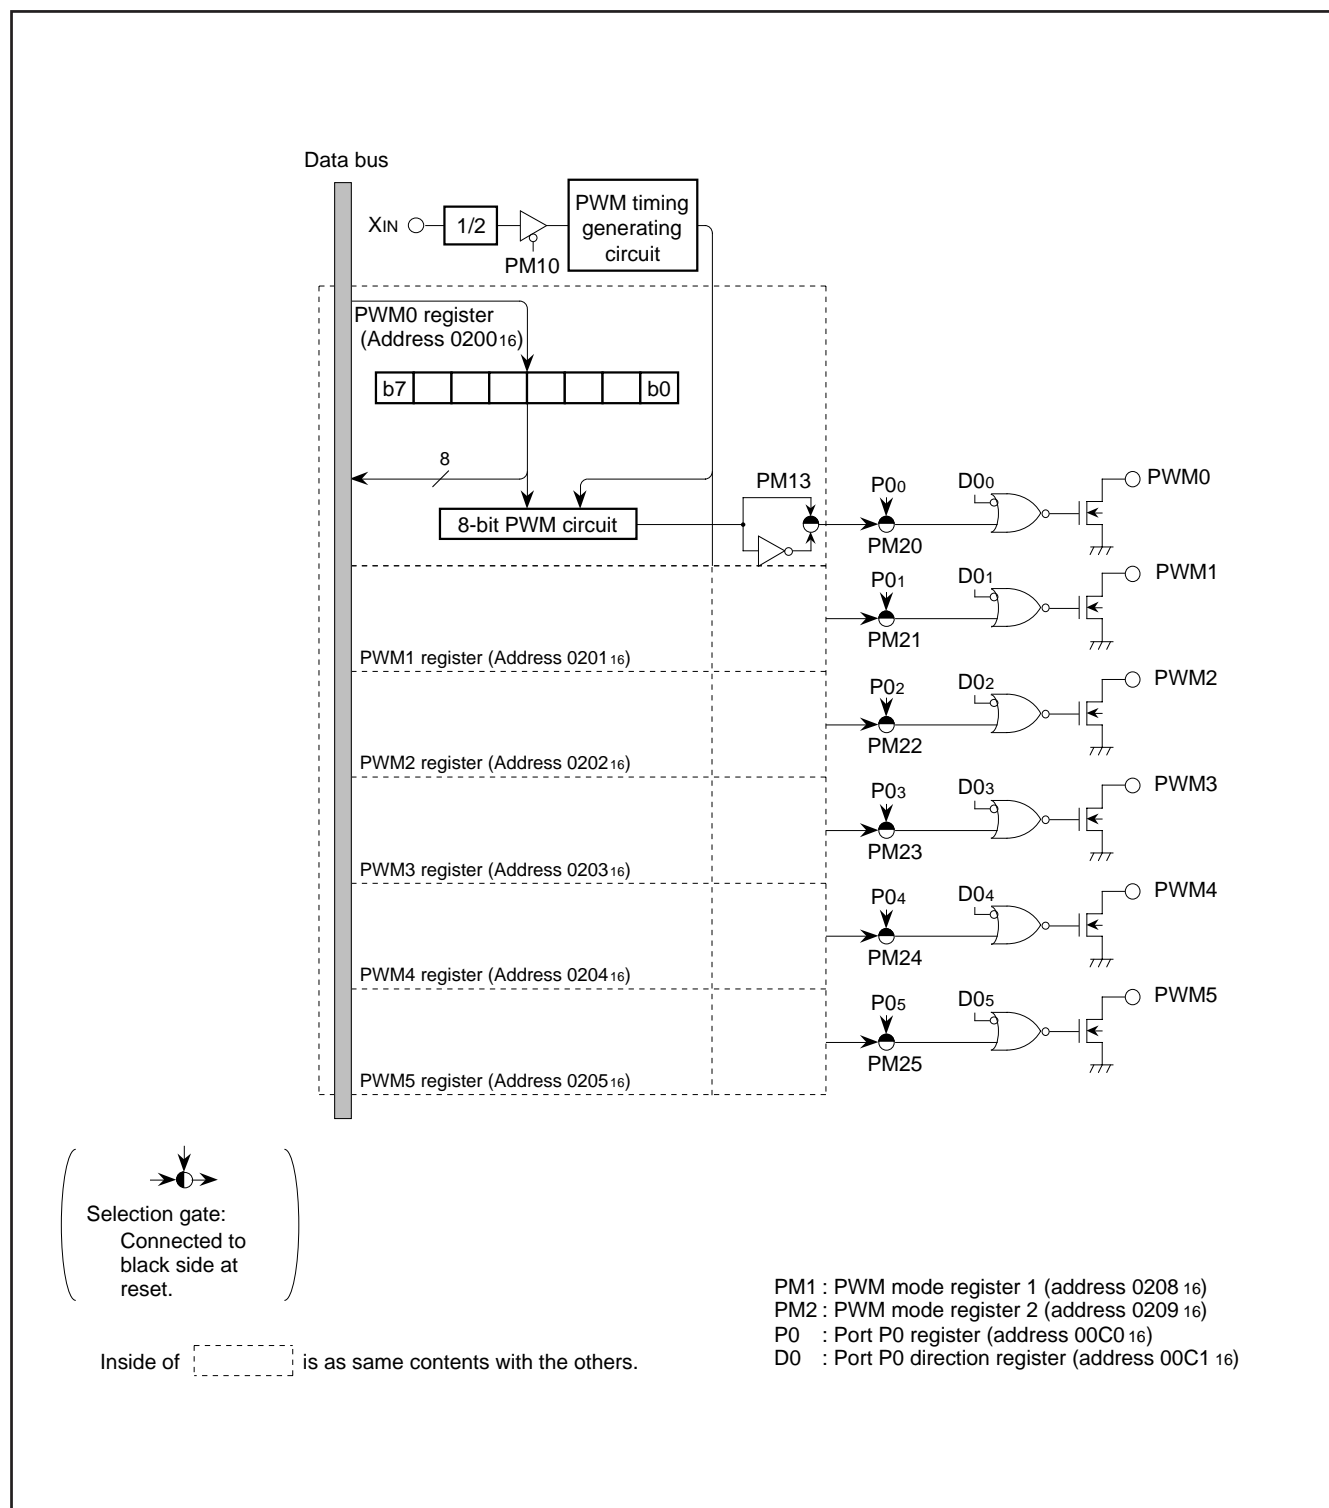 Data bus
XIN
1/2
PM10
PWM timing
generating
circuit
PWM0 register
(Address 020016)
b7
b0
8
8-bit PWM circuit
PM13
P00
PM20
D00
PWM0
P01
PM21
D01
PWM1
PWM1 register (Address 020116)
P02
PM22
D02
PWM2
PWM2 register (Address 020216)
P03
PM23
D03
PWM3
PWM3 register (Address 020316)
P04
PM24
D04
PWM4
PWM4 register (Address 020416)
P05
PM25
D05
PWM5
PWM5 register (Address 020516)
Selection gate:
Connected to
black side at
reset.
Inside of is as same contents with the others.
PM1 : PWM mode register 1 (address 0208 16)
PM2 : PWM mode register 2 (address 0209 16)
P0 : Port P0 register (address 00C0 16)
D0 : Port P0 direction register (address 00C1 16)